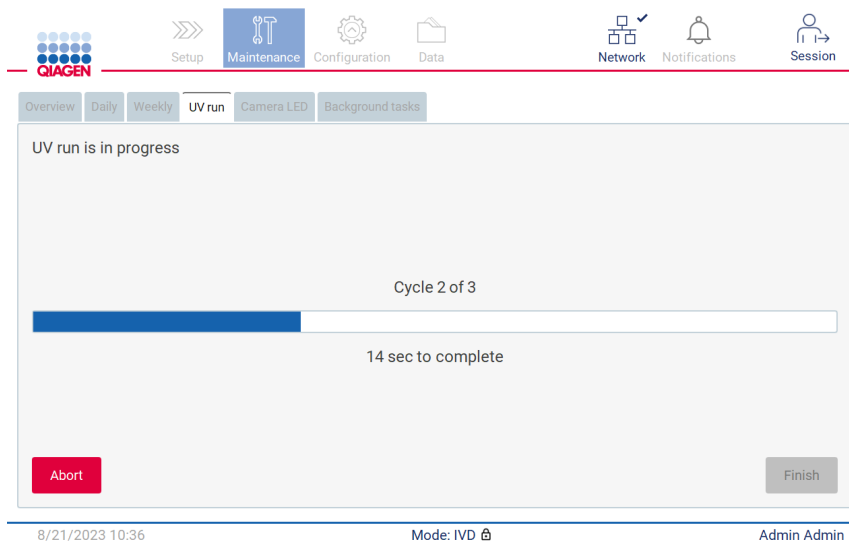 QIAGEN
Setup Maintenance Configuration Data Network Notifications Session
Overview Daily Weekly UV run Camera LED Background tasks
UV run is in progress
Cycle 2 of 3
14 sec to complete
Abort Finish
8/21/2023 10:36 Mode: IVD Admin Admin